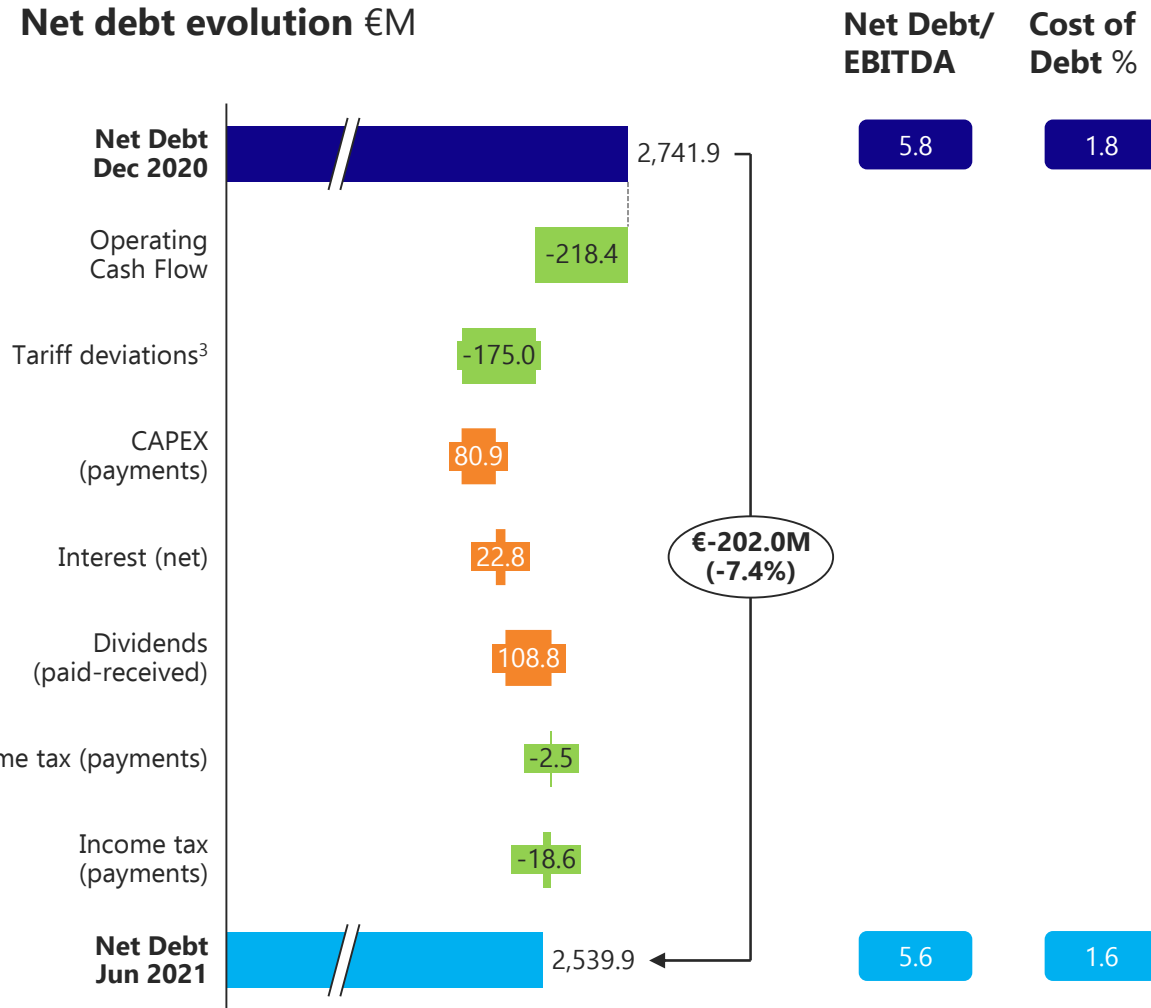 Net debt evolution €M
Net Debt/
EBITDA
Cost of
Debt %
Net Debt
Dec 2020
2,741.9
5.8
1.8
Operating
Cash Flow
-218.4
Tariff deviations3
-175.0
CAPEX
(payments)
80.9
Interest (net)
22.8
€-202.0M
(-7.4%)
Dividends
(paid-received)
108.8
tax (payments)
-2.5
Income tax
(payments)
-18.6
Net Debt
Jun 2021
2,539.9
5.6
1.6